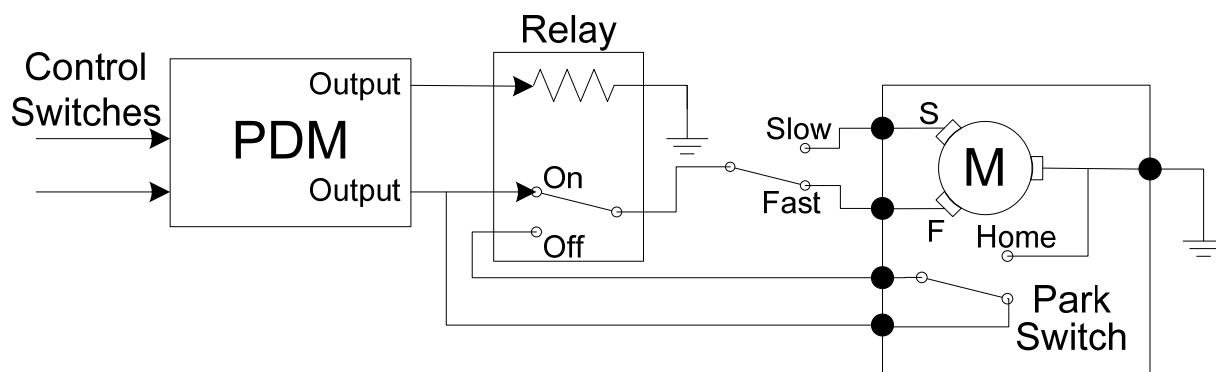 Relay
Control
Switches
Output
PDM
Output
On
Off
Slow
Fast
S
M
F
Home
Park
Switch